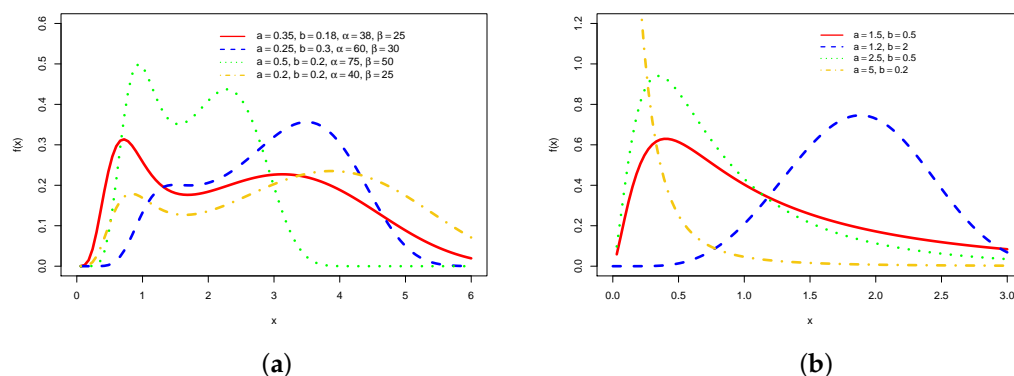 a = 0.35, b = 0.18, α = 38, β = 25
a = 0.25, b = 0.3, α = 60, β = 30
a = 0.5, b = 0.2, α = 75, β = 50
a = 0.2, b = 0.2, α = 40, β = 25
f(x)
0.6
0.5
0.4
0.3
0.2
0.1
0.0
0 1 2 3 4 5 6
x
(a)
a = 1.5, b = 0.5
a = 1.2, b = 2
a = 2.5, b = 0.5
a = 5, b = 0.2
f(x)
1.2
1.0
0.8
0.6
0.4
0.2
0.0
0.0 0.5 1.0 1.5 2.0 2.5 3.0
x
(b)